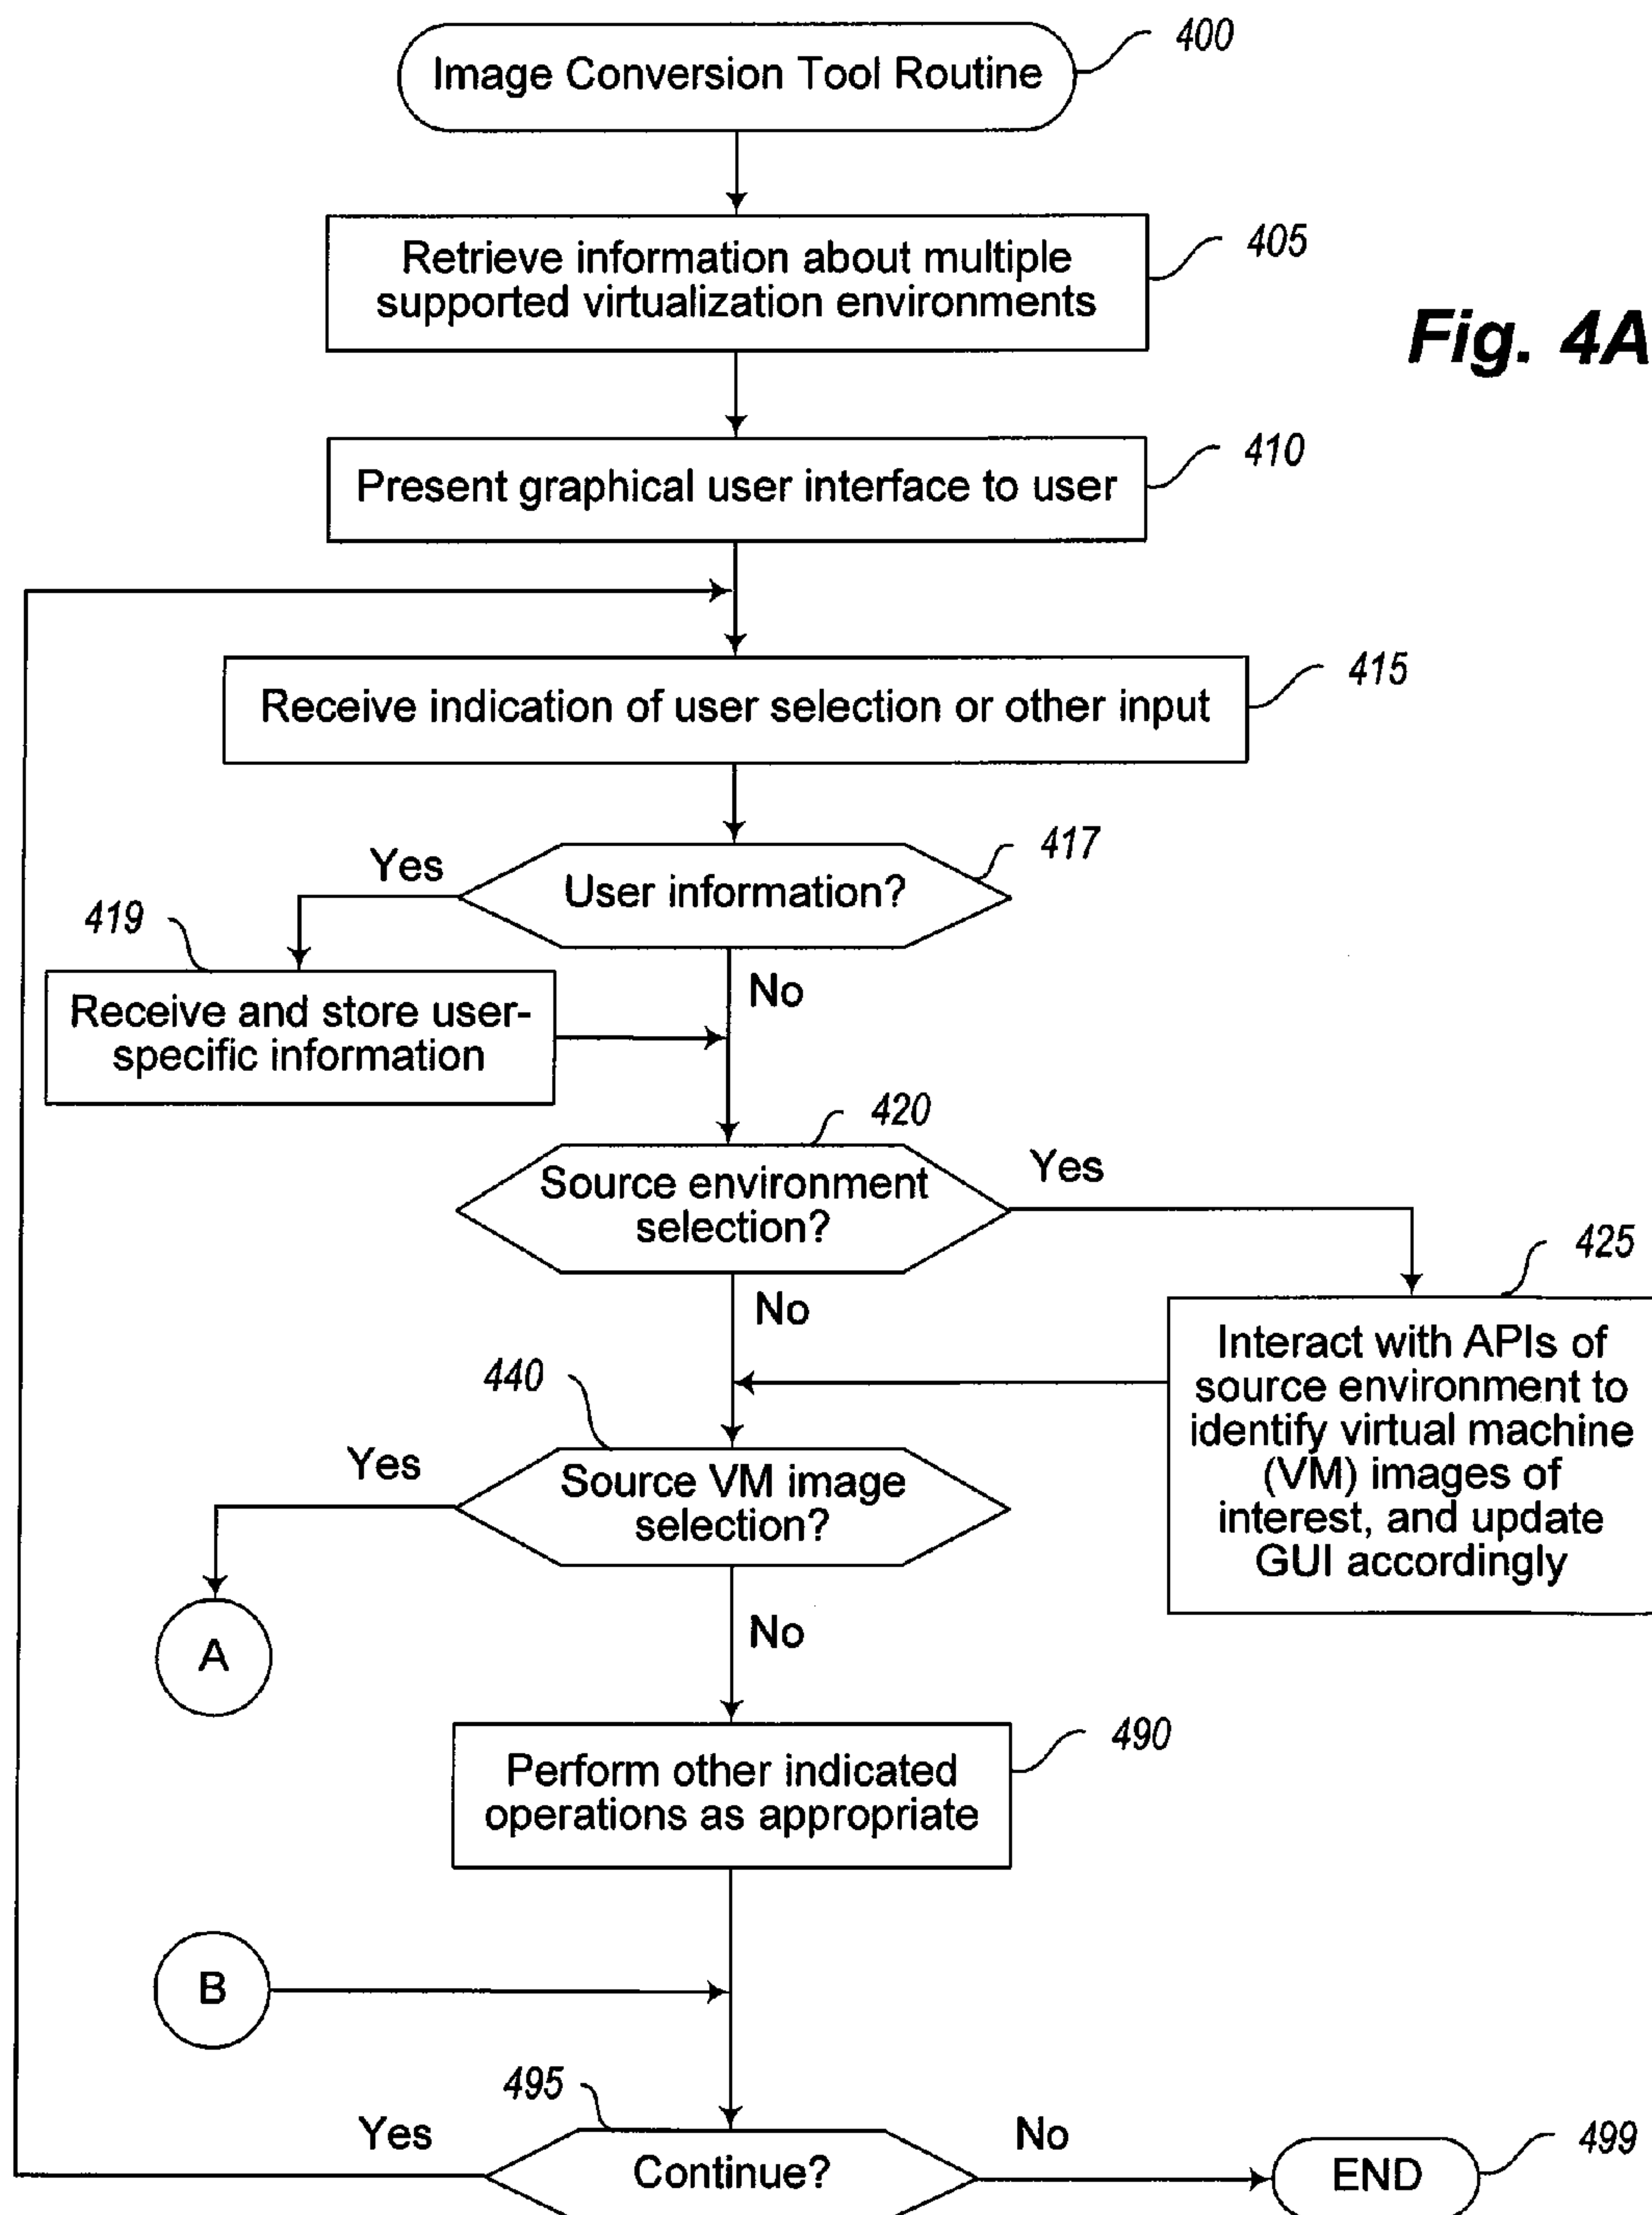 Image Conversion Tool Routine
400
Retrieve information about multiple
supported virtualization environments
405
Fig. 4A
Present graphical user interface to user
410
Receive indication of user selection or other input
415
User information?
417
Yes
419
Receive and store user-
specific information
No
420
Source environment
selection?
Yes
425
No
Interact with APIs of
source environment to
identify virtual machine
(VM) images of
interest, and update
GUI accordingly
440
Yes
Source VM image
selection?
A
No
490
Perform other indicated
operations as appropriate
B
495
Yes
Continue?
No
END
499